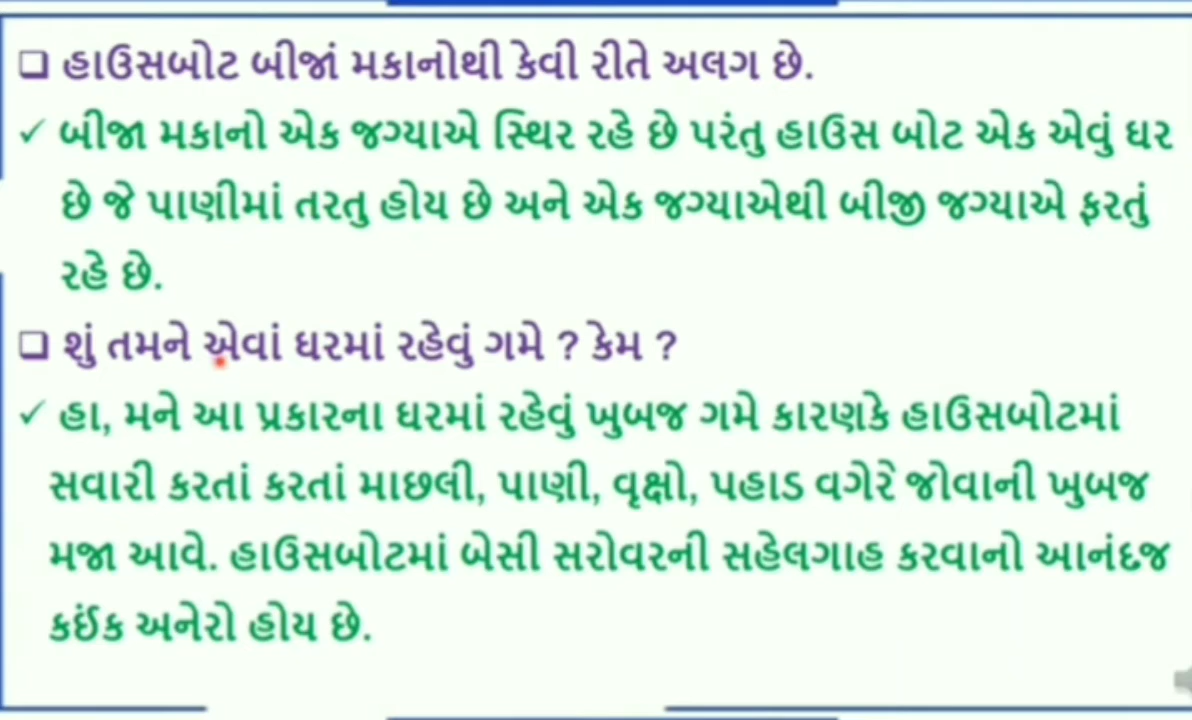 ❑ હાઉસબોટ બીજાં મકાનોથી કેવી રીતે અલગ છે.
✓ બીજા મકાનો એક જગ્યાએ સ્થિર રહે છે પરંતુ હાઉસ બોટ એક એવું ઘર
છે જે પાણીમાં તરતુ હોય છે અને એક જગ્યાએથી બીજી જગ્યાએ ફરતું
રહે છે.
❑ શું તમને એવાં ઘરમાં રહેવું ગમે ? કેમ ?
✓ હા, મને આ પ્રકારના ઘરમાં રહેવું ખુબજ ગમે કારણકે હાઉસબોટમાં
સવારી કરતાં કરતાં માછલી, પાણી, વૃક્ષો, પહાડ વગેરે જોવાની ખુબજ
મજા આવે. હાઉસબોટમાં બેસી સરોવરની સહેલગાહ કરવાનો આનંદજ
કઈંક અનેરો હોય છે.